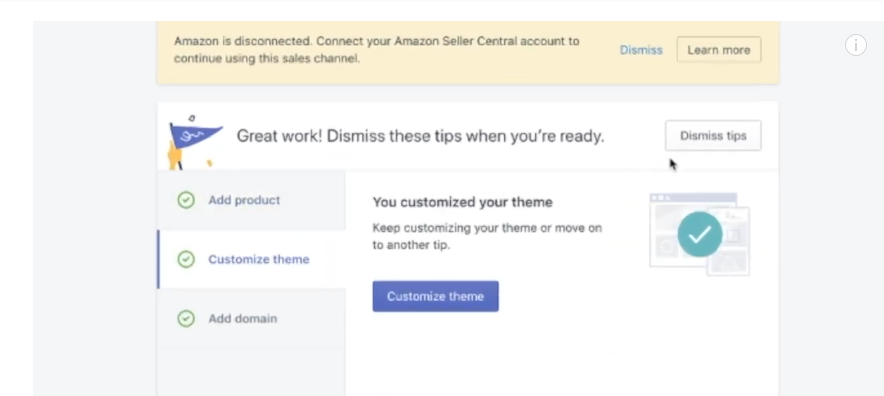 Amazon is disconnected. Connect your Amazon Seller Central account to
continue using this sales channel.
Dismiss
Learn more
Great work! Dismiss these tips when you're ready.
Dismiss tips
Add product
Customize theme
Add domain
You customized your theme
Keep customizing your theme or move on
to another tip.
Customize theme